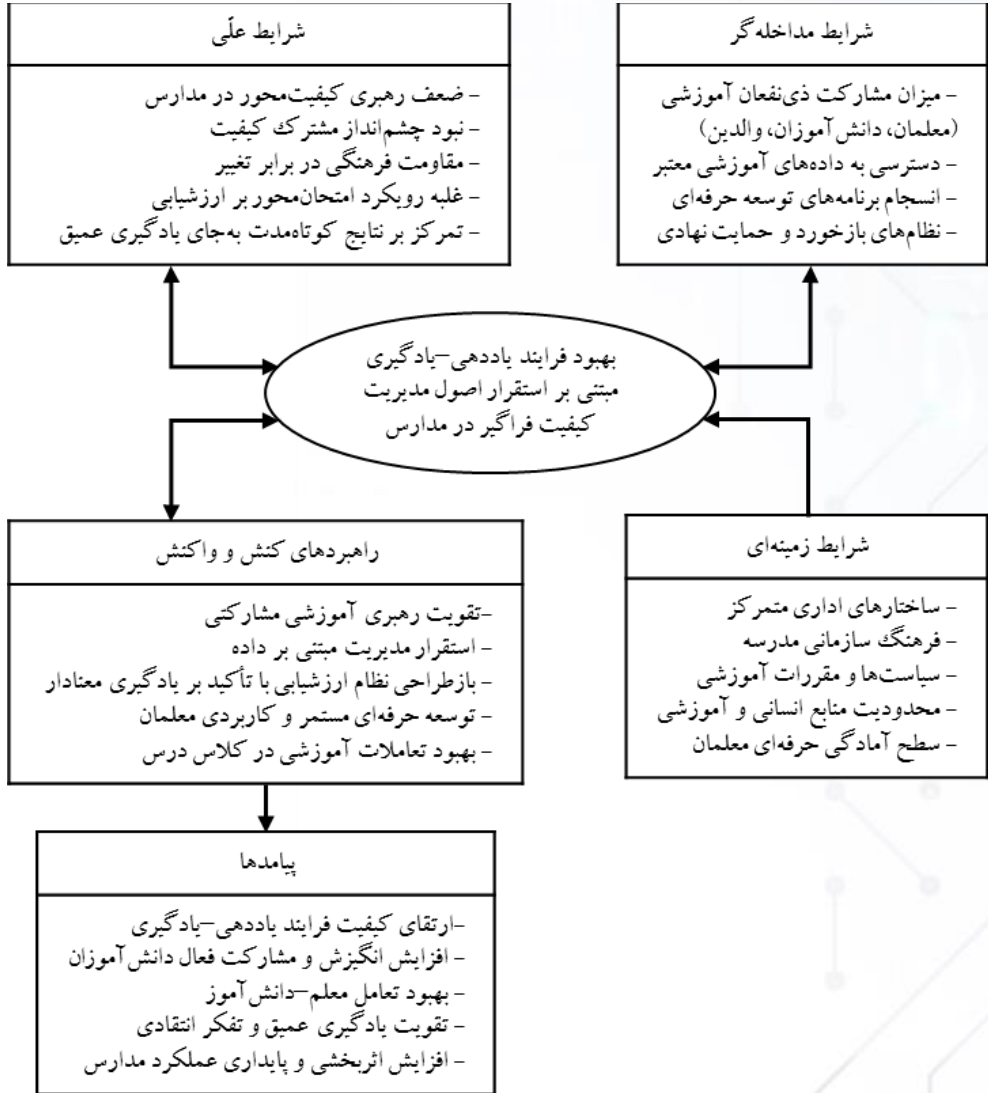 شرایط مداخله‌گر
- میزان مشارکت ذی‌نفعان آموزشی
(معلمان، دانش‌آموزان، والدین)
- دسترسی به داده‌های آموزشی معتبر
- انسجام برنامه‌های توسعه حرفه‌ای
- نظام‌های بازخورد و حمایت نهادی
شرایط علّی
- ضعف رهبری کیفیت‌محور در مدارس
- نبود چشم‌انداز مشترک کیفیت
- مقاومت فرهنگی در برابر تغییر
- غلبه رویکرد امتحان‌محور بر ارزشیابی
- تمرکز بر نتایج کوتاه‌مدت به‌جای یادگیری عمیق
بهبود فرایند یاددهی–یادگیری
مبتنی بر استقرار اصول مدیریت
کیفیت فراگیر در مدارس
شرایط زمینه‌ای
- ساختارهای اداری متمرکز
- فرهنگ سازمانی مدرسه
- سیاست‌ها و مقررات آموزشی
- محدودیت منابع انسانی و آموزشی
- سطح آمادگی حرفه‌ای معلمان
راهبردهای کنش و واکنش
-تقویت رهبری آموزشی مشارکتی
- استقرار مدیریت مبتنی بر داده
- بازطراحی نظام ارزشیابی با تأکید بر یادگیری معنادار
- توسعه حرفه‌ای مستمر و کاربردی معلمان
- بهبود تعاملات آموزشی در کلاس درس
پیامدها
-ارتقای کیفیت فرایند یاددهی–یادگیری
- افزایش انگیزش و مشارکت فعال دانش‌آموزان
- بهبود تعامل معلم–دانش‌آموز
- تقویت یادگیری عمیق و تفکر انتقادی
- افزایش اثربخشی و پایداری عملکرد مدارس